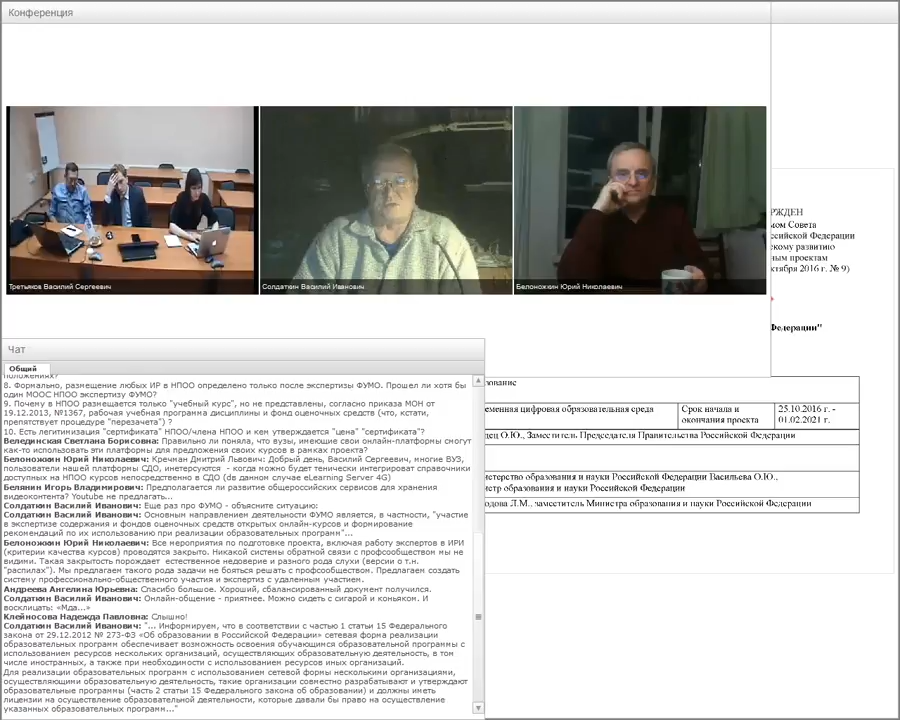 Конференция
Третьяков Василий Сергеевич
Солдаткин Василий Иванович
Белоножкин Юрий Николаевич
РЖДЕН
мом Совета
ссийской Федерации
скому развитию
ным проектам
ктября 2016 г. № 9)
Федерации"
зование
еменная цифровая образовательная среда
Срок начала и
окончания проекта
25.10.2016 г. -
01.02.2021 г.
дец О.Ю., Заместитель Председателя Правительства Российской Федерации
истерство образования и науки Российской Федерации Васильева О.Ю.,
истр образования и науки Российской Федерации
одова Л.М., заместитель Министра образования и науки Российской Федерации
Чат
Общий
положениях?
8. Формально, размещение любых ИР в НПОО определено только после экспертизы ФУМО. Прошел ли хотя бы
один МООС НПОО экспертизу ФУМО?
9. Почему в НПОО размещается только "учебный курс", но не представлены, согласно приказа МОН от
19.12.2013, №1367, рабочая учебная программа дисциплины и фонд оценочных средств (что, кстати,
препятствует процедуре "перезачета") ?
10. Есть легитимизация "сертификата" НПОО/члена НПОО и кем утверждается "цена" "сертификата"?
Велединская Светлана Борисовна: Правильно ли поняла, что вузы, имеющие свои онлайн-платформы смогут
как-то использовать эти платформы для предложения своих курсов в рамках проекта?
Белоножкин Юрий Николаевич: Кречман Дмитрий Львович: Добрый день, Василий Сергеевич, многие ВУЗ,
пользователи нашей платформы СДО, инетерсуются - когда можно будет тенически интегрироват справочники
доступных на НПОО курсов непосредственно в СДО (ds данном случае eLearning Server 4G)
Белянин Игорь Владимирович: Предполагается ли развитие общероссийских сервисов для хранения
видеоконтента? Youtube не предлагать...
Солдаткин Василий Иванович: Еще раз про ФУМО - объясните ситуацию:
Солдаткин Василий Иванович: Основным направлением деятельности ФУМО является, в частности, "участие
в экспертизе содержания и фондов оценочных средств открытых онлайн-курсов и формирование
рекомендаций по их использованию при реализации образовательных программ"...
Белоножкин Юрий Николаевич: Все мероприятия по подготовке проекта, включая работу экспертов в ИРИ
(критерии качества курсов) проводятся закрыто. Никакой системы обратной связи с профсообществом мы не
видими. Такая закрытость порождает естественное недоверие и разного рода слухи (версии о т.н.
"распилах"). Мы предлагаем такого рода задачи не бояться решать с профсообществом. Предлагаем создать
систему профессионально-общественного участия и экспертиз с удаленным участием.
Андреева Ангелина Юрьевна: Спасибо большое. Хороший, сбалансированный документ получился.
Солдаткин Василий Иванович: Онлайн-общение - приятнее. Можно сидеть с сигарой и коньяком. И
восклицать: «Мда...»
Клейносова Надежда Павловна: Слышно!
Солдаткин Василий Иванович: "... Информируем, что в соответствии с частью 1 статьи 15 Федерального
закона от 29.12.2012 № 273-ФЗ «Об образовании в Российской Федерации» сетевая форма реализации
образовательных программ обеспечивает возможность освоения обучающимся образовательной программы с
использованием ресурсов нескольких организаций, осуществляющих образовательную деятельность, в том
числе иностранных, а также при необходимости с использованием ресурсов иных организаций.
Для реализации образовательных программ с использованием сетевой формы несколькими организациями,
осуществляющими образовательную деятельность, такие организации совместно разрабатывают и утверждают
образовательные программы (часть 2 статьи 15 Федерального закона об образовании) и должны иметь
лицензии на осуществление образовательной деятельности, которые давали бы право на осуществление
указанных образовательных программ..."